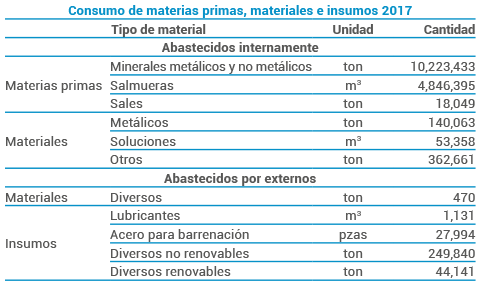 Consumo de materias primas, materiales e insumos 2017
Tipo de material Unidad Cantidad
Abastecidos internamente
Materias primas Minerales metálicos y no metálicos ton 10,223,433
Salmueras m³ 4,846,395
Sales ton 18,049
Materiales Metálicos ton 140,063
Soluciones m³ 53,358
Otros ton 362,661
Abastecidos por externos
Materiales Diversos ton 470
Insumos Lubricantes m³ 1,131
Acero para barrenación pzas 27,994
Diversos no renovables ton 249,840
Diversos renovables ton 44,141